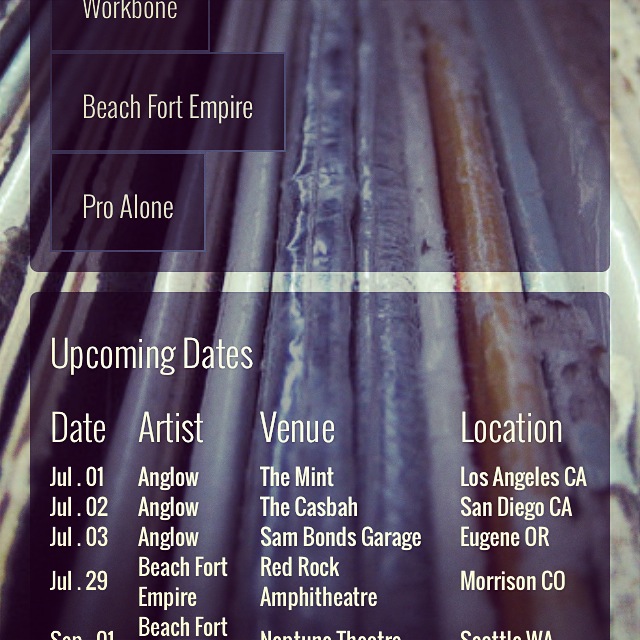 Workbone
Beach Fort Empire
Pro Alone
Upcoming Dates
Date Artist Venue Location
Jul . 01 Anglow The Mint Los Angeles CA
Jul . 02 Anglow The Casbah San Diego CA
Jul . 03 Anglow Sam Bonds Garage Eugene OR
Jul . 29 Beach Fort Empire Red Rock Amphitheatre Morrison CO
Sep . 01 Beach Fort Neptune Theatre Seattle WA